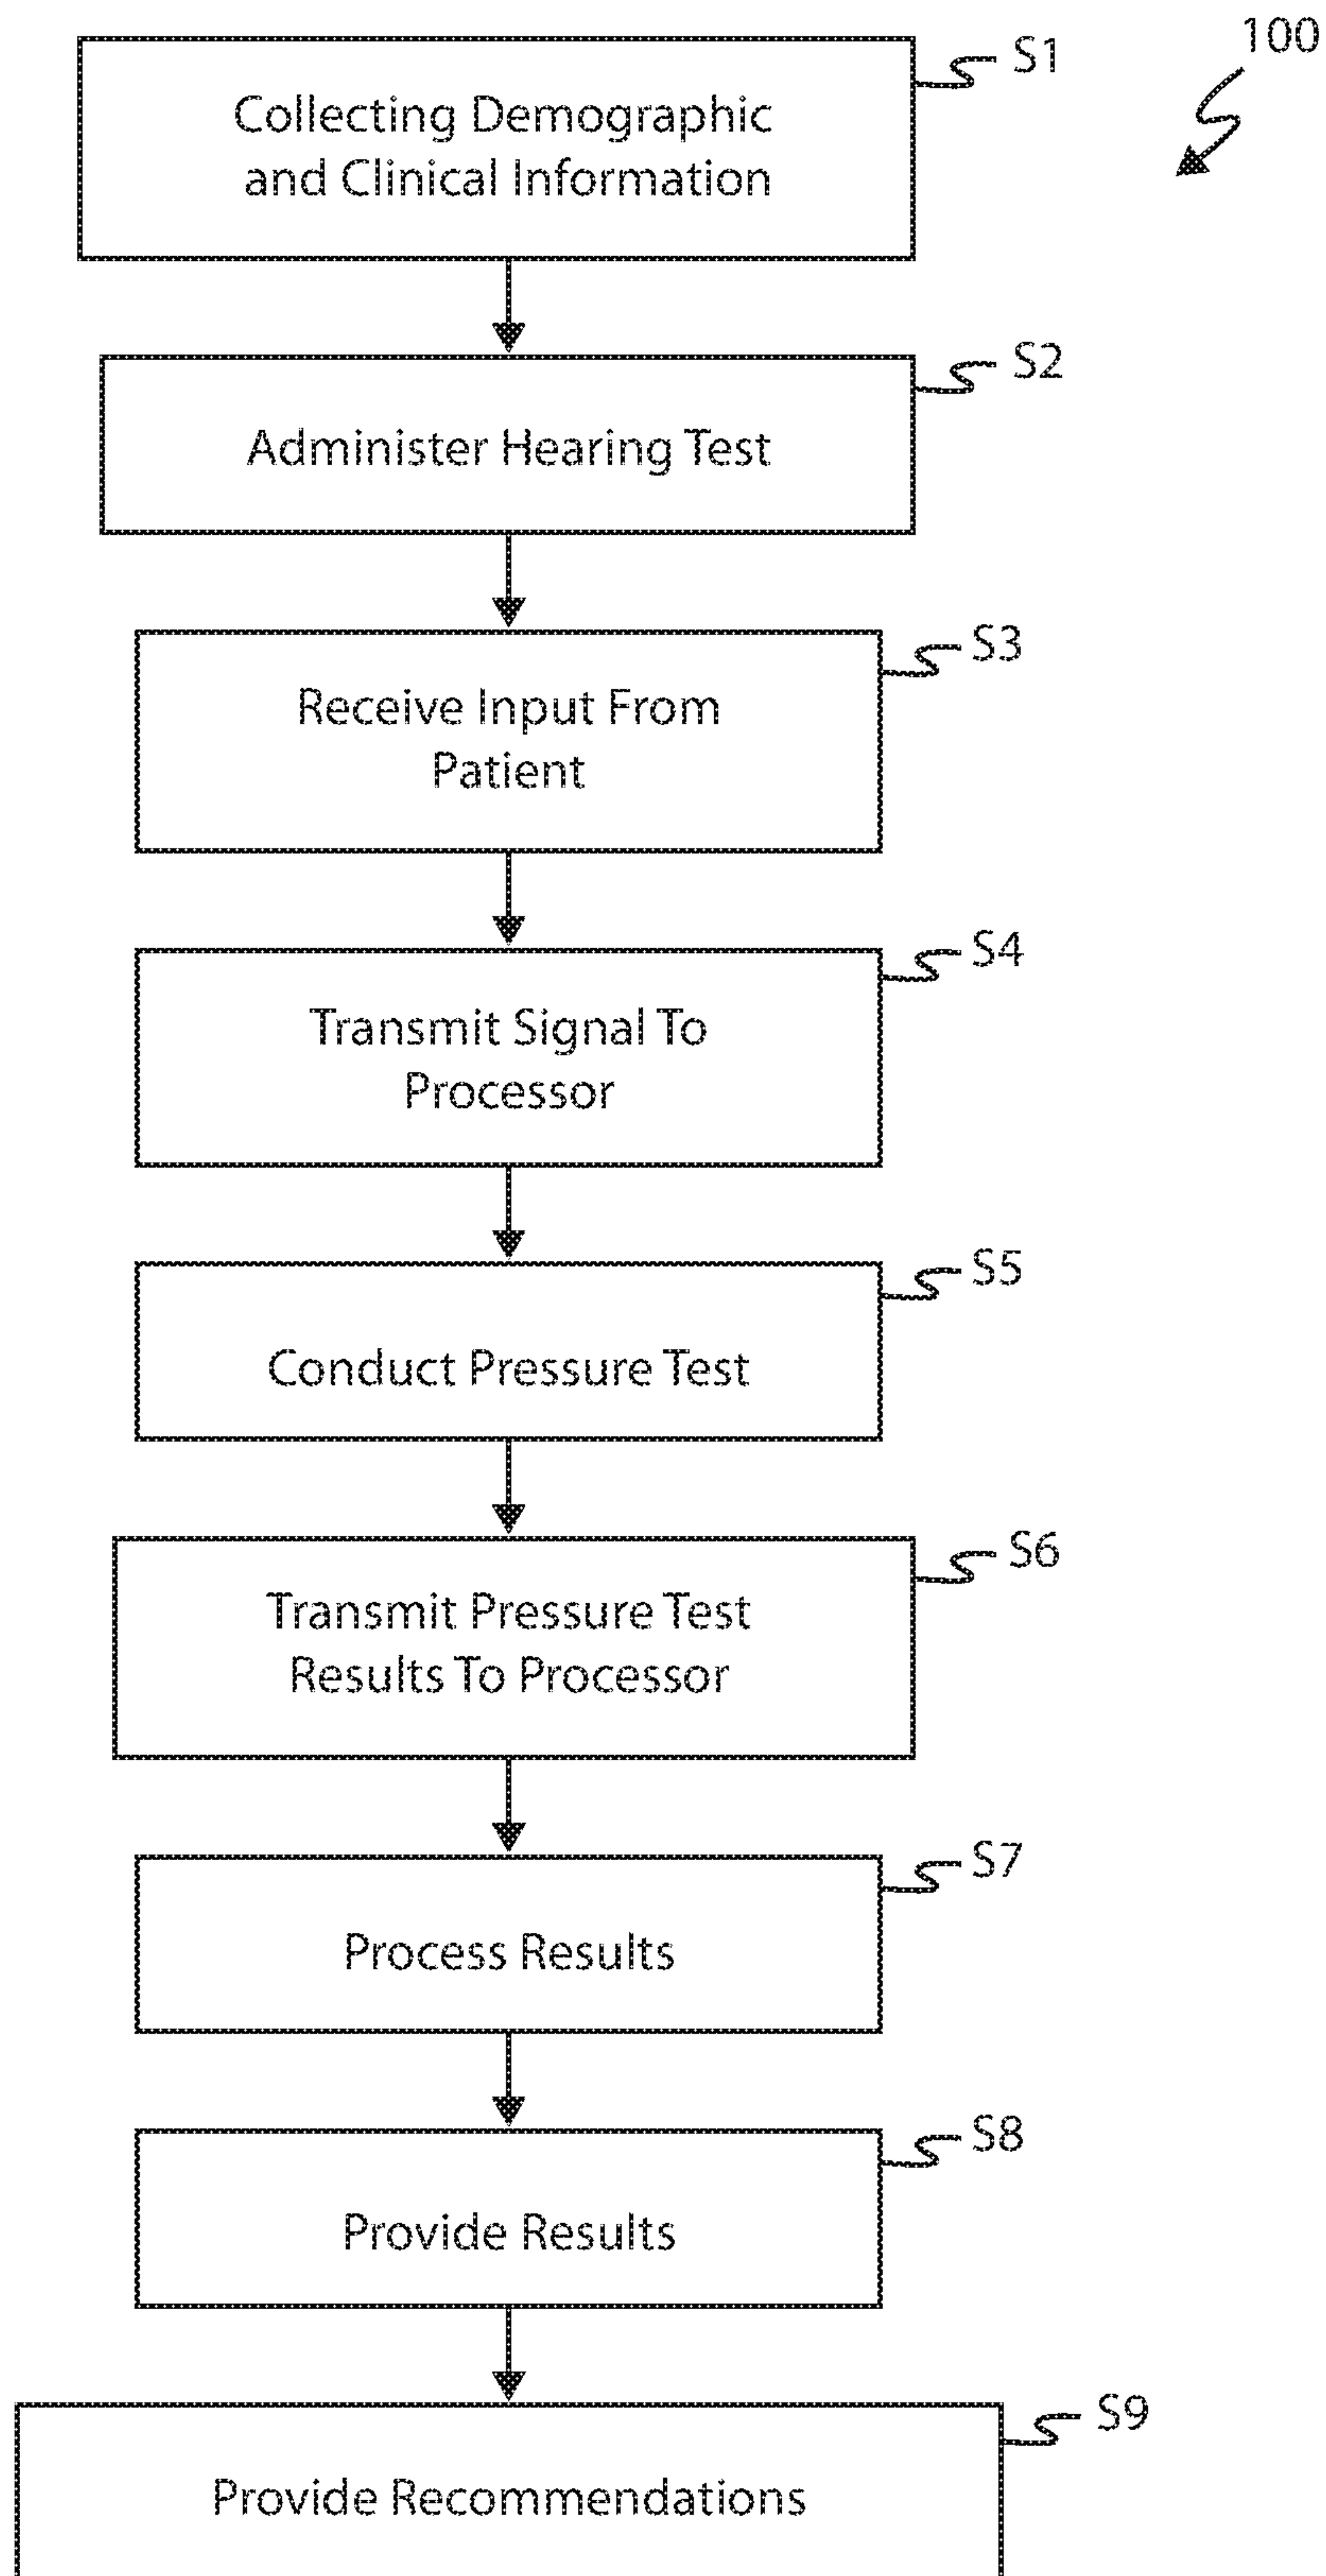 100
S1
Collecting Demographic
and Clinical Information
S2
Administer Hearing Test
S3
Receive Input From
Patient
S4
Transmit Signal To
Processor
S5
Conduct Pressure Test
S6
Transmit Pressure Test
Results To Processor
S7
Process Results
S8
Provide Results
S9
Provide Recommendations